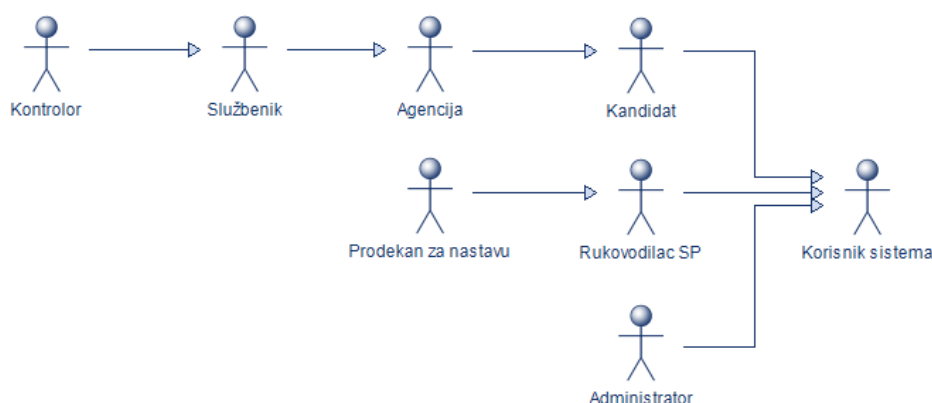 Kontrolor
Službenik
Agencija
Kandidat
Prodekan za nastavu
Rukovodilac SP
Korisnik sistema
Administrator